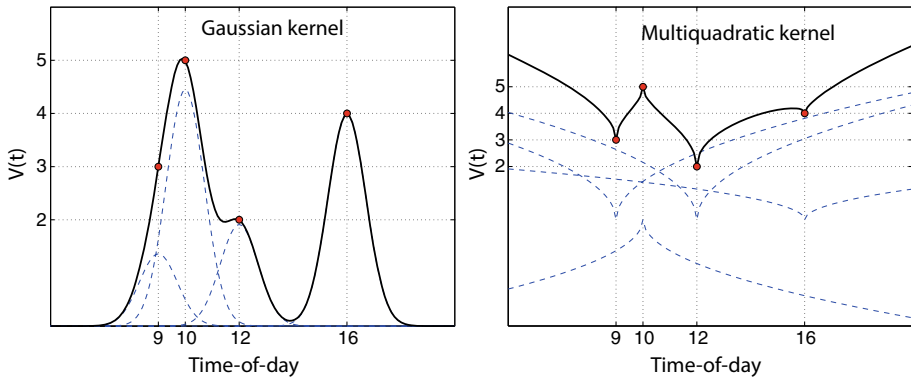 Gaussian kernel
5
4
3
2
V(t)
9 10 12 16
Time-of-day
Multiquadratic kernel
5
4
3
2
V(t)
9 10 12 16
Time-of-day